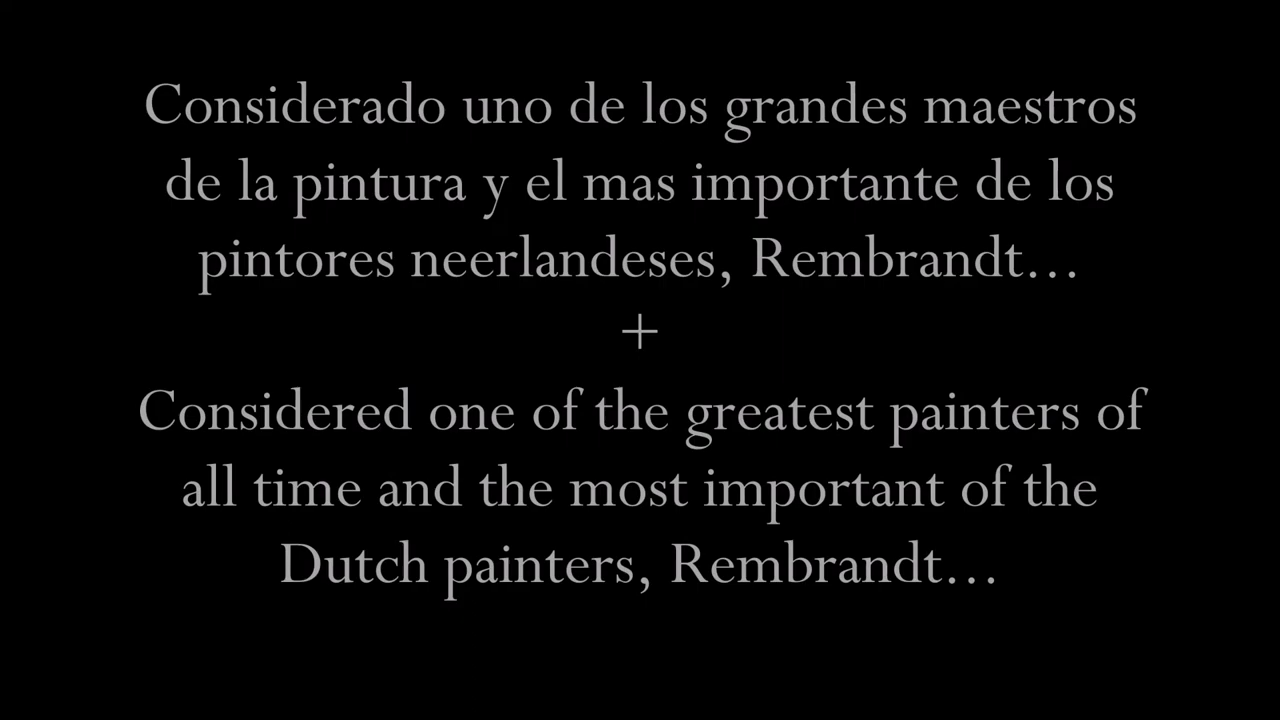 Considerado uno de los grandes maestros
de la pintura y el mas importante de los
pintores neerlandeses, Rembrandt…
+
Considered one of the greatest painters of
all time and the most important of the
Dutch painters, Rembrandt…